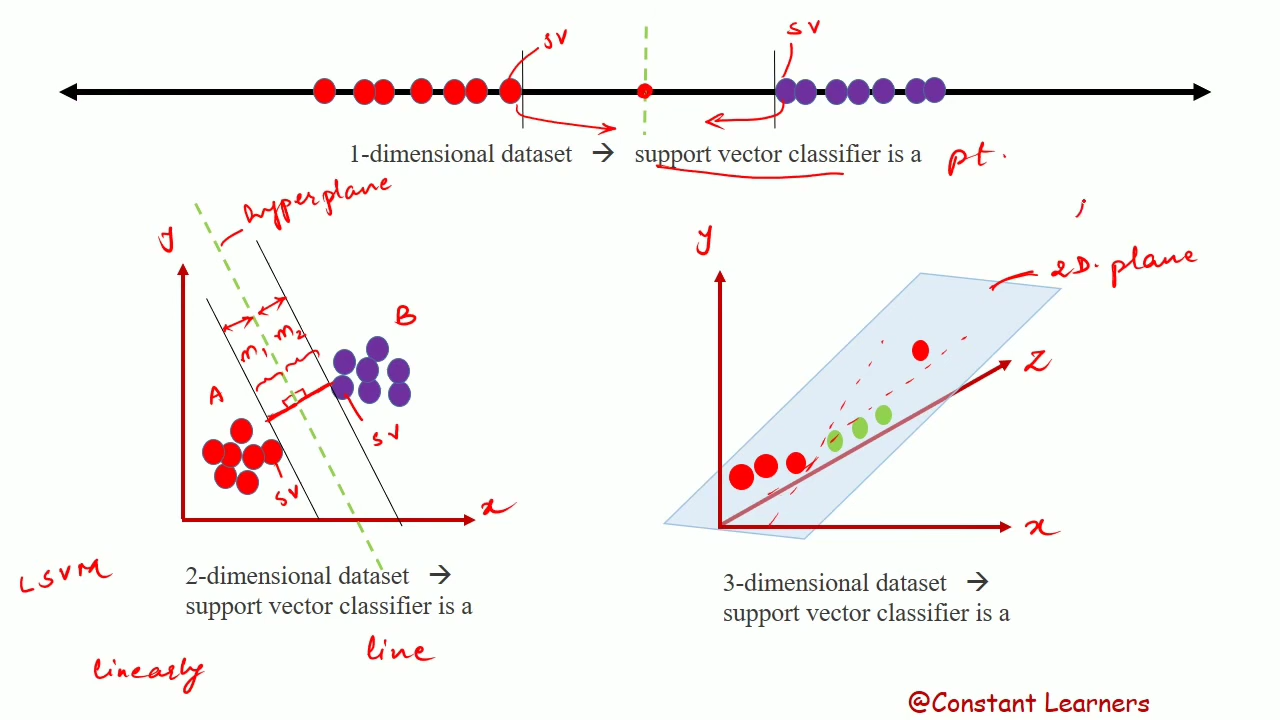 SV
SV
1-dimensional dataset → support vector classifier is a pt.
hyperplane
y
m1
m2
A
B
SV
SV
x
y
2D. plane
z
x
2-dimensional dataset →
support vector classifier is a
line
3-dimensional dataset →
support vector classifier is a
LSVM
linearly
@Constant Learners